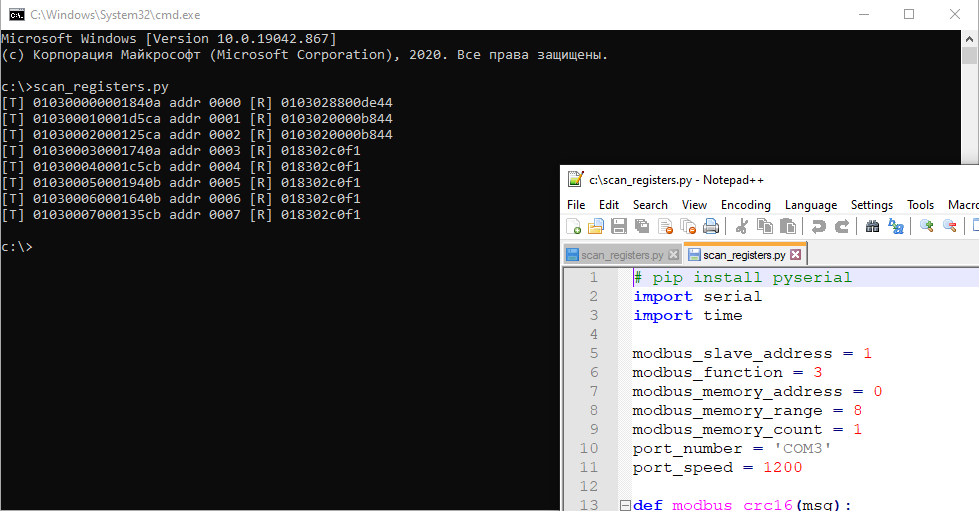 C:\Windows\System32\cmd.exe
Microsoft Windows [Version 10.0.19042.867]
(c) Корпорация Майкрософт (Microsoft Corporation), 2020. Все права защищены.
c:\>scan_registers.py
[T] 010300000001840a addr 0000 [R] 0103028800de44
[T] 010300010001d5ca addr 0001 [R] 0103020000b844
[T] 01030002000125ca addr 0002 [R] 0103020000b844
[T] 010300030001740a addr 0003 [R] 018302c0f1
[T] 010300040001c5cb addr 0004 [R] 018302c0f1
[T] 010300050001940b addr 0005 [R] 018302c0f1
[T] 010300060001640b addr 0006 [R] 018302c0f1
[T] 01030007000135cb addr 0007 [R] 018302c0f1
c:\>
c:\scan_registers.py - Notepad++
File Edit Search View Encoding Language Settings Tools Macro
scan_registers.py scan_registers.py
1 # pip install pyserial
2 import serial
3 import time
4
5 modbus_slave_address = 1
6 modbus_function = 3
7 modbus_memory_address = 0
8 modbus_memory_range = 8
9 modbus_memory_count = 1
10 port_number = 'COM3'
11 port_speed = 1200
12
13 def modbus_crc16(msg):